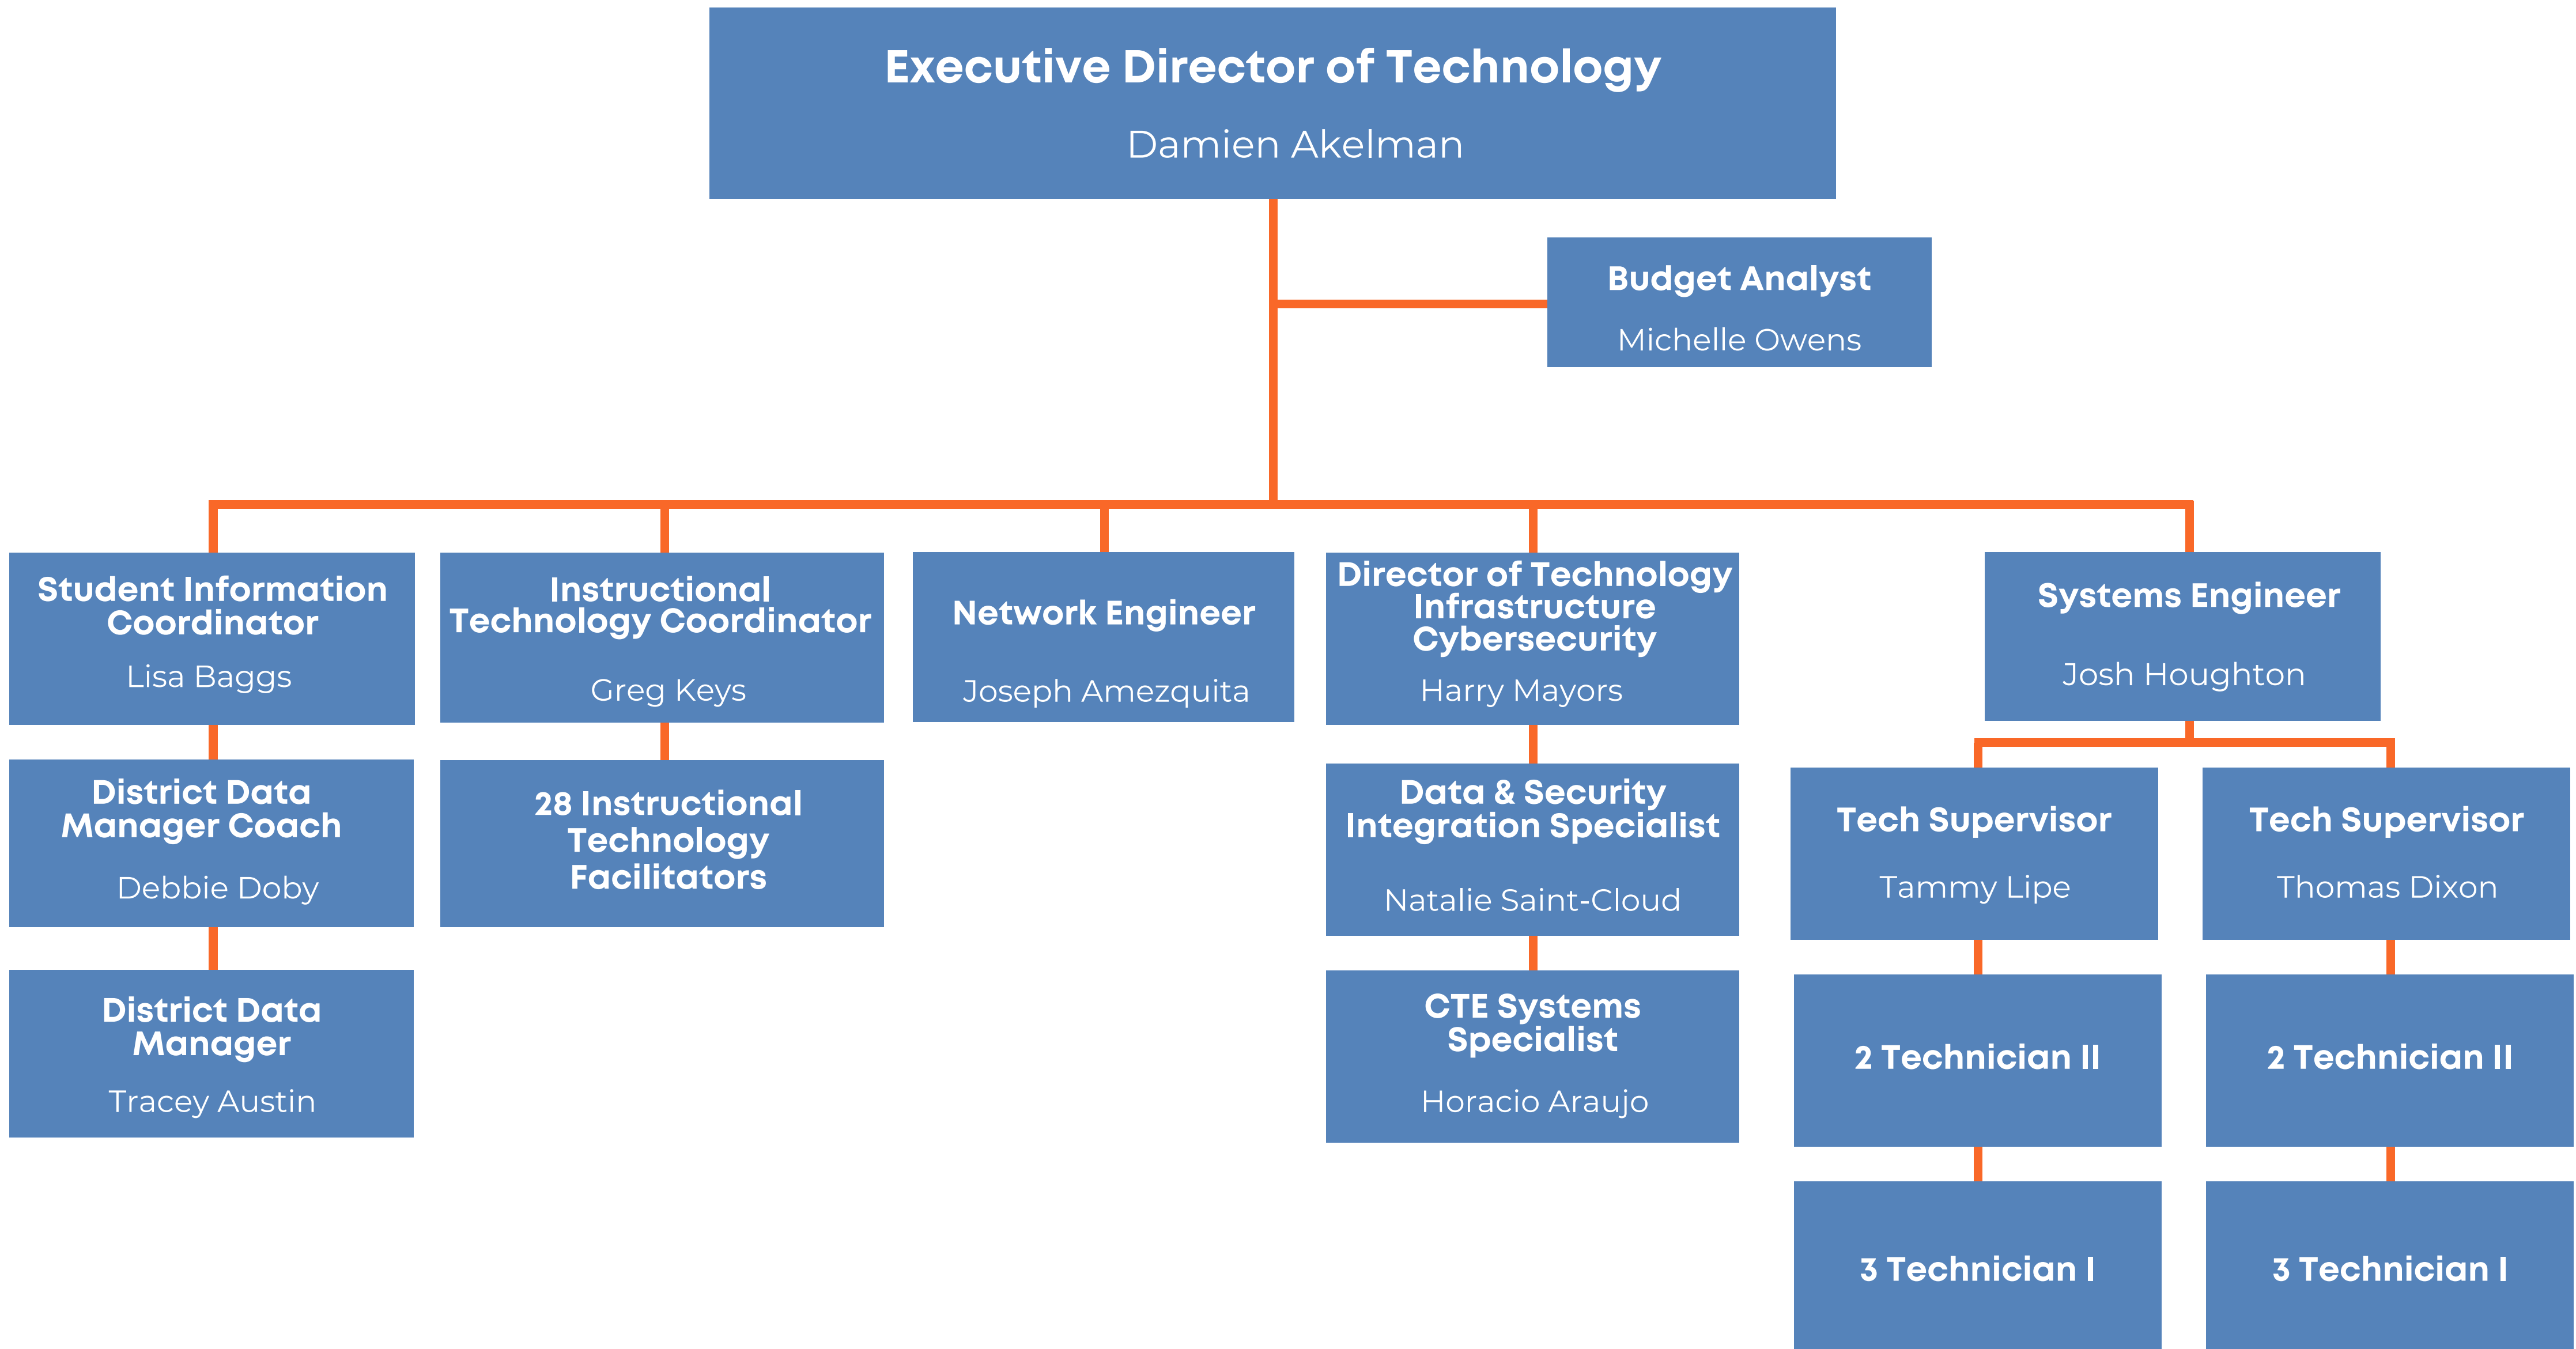 Executive Director of Technology
Damien Akelman
Budget Analyst
Michelle Owens
Student Information
Coordinator
Lisa Baggs
Instructional
Technology Coordinator
Greg Keys
Network Engineer
Joseph Amezquita
Director of Technology
Infrastructure
Cybersecurity
Harry Mayors
Systems Engineer
Josh Houghton
District Data
Manager Coach
Debbie Doby
28 Instructional
Technology
Facilitators
Data & Security
Integration Specialist
Natalie Saint-Cloud
Tech Supervisor
Tammy Lipe
Tech Supervisor
Thomas Dixon
District Data
Manager
Tracey Austin
CTE Systems
Specialist
Horacio Araujo
2 Technician II
2 Technician II
3 Technician I
3 Technician I